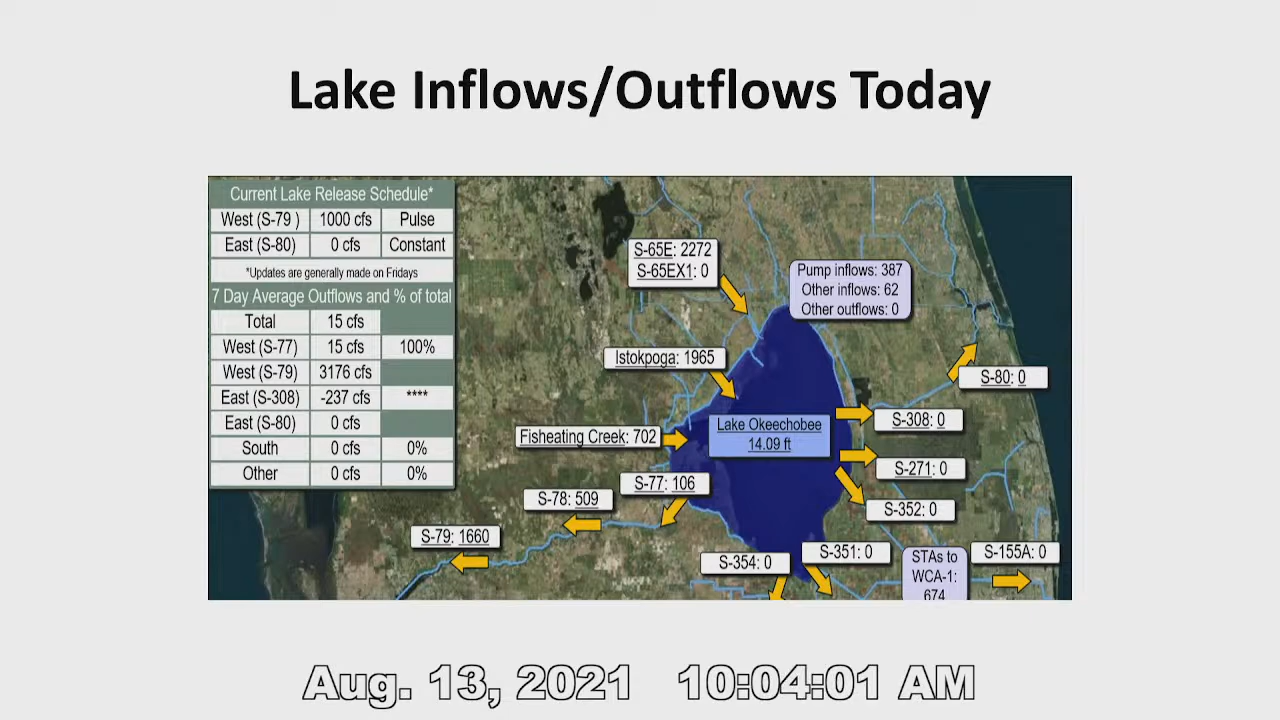 Lake Inflows/Outflows Today
Current Lake Release Schedule*
West (S-79 ) 1000 cfs Pulse
East (S-80) 0 cfs Constant
*Updates are generally made on Fridays
7 Day Average Outflows and % of total
Total 15 cfs
West (S-77) 15 cfs 100%
West (S-79) 3176 cfs
East (S-308) -237 cfs ****
East (S-80) 0 cfs
South 0 cfs 0%
Other 0 cfs 0%
S-65E: 2272
S-65EX1: 0
Pump inflows: 387
Other inflows: 62
Other outflows: 0
Istokpoga: 1965
S-80: 0
Lake Okeechobee
14.09 ft
S-308: 0
Fisheating Creek: 702
S-271: 0
S-77: 106
S-78: 509
S-352: 0
S-79: 1660
S-354: 0
S-351: 0
STAs to
WCA-1:
674
S-155A: 0
Aug. 13, 2021 10:04:01 AM